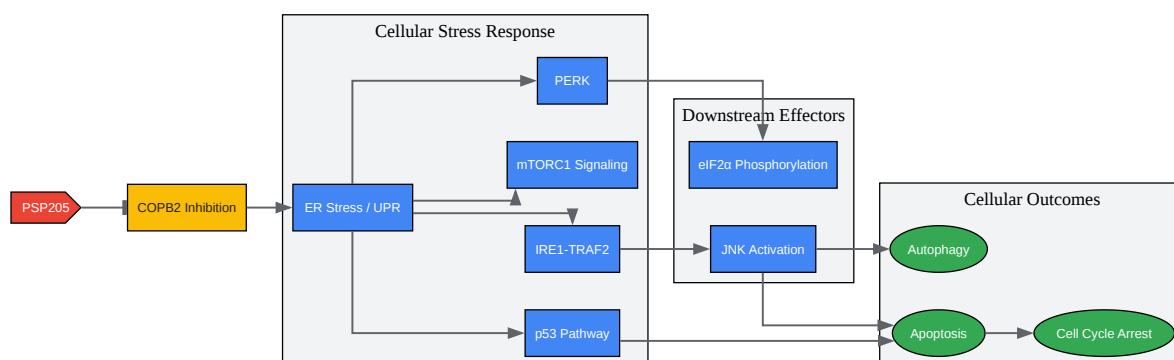 Cellular Stress Response
PERK
Downstream Effectors
mTORC1 Signaling
eIF2α Phosphorylation
PSP205
COPB2 Inhibition
ER Stress / UPR
Cellular Outcomes
IRE1-TRAF2
JNK Activation
Autophagy
p53 Pathway
Apoptosis
Cell Cycle Arrest